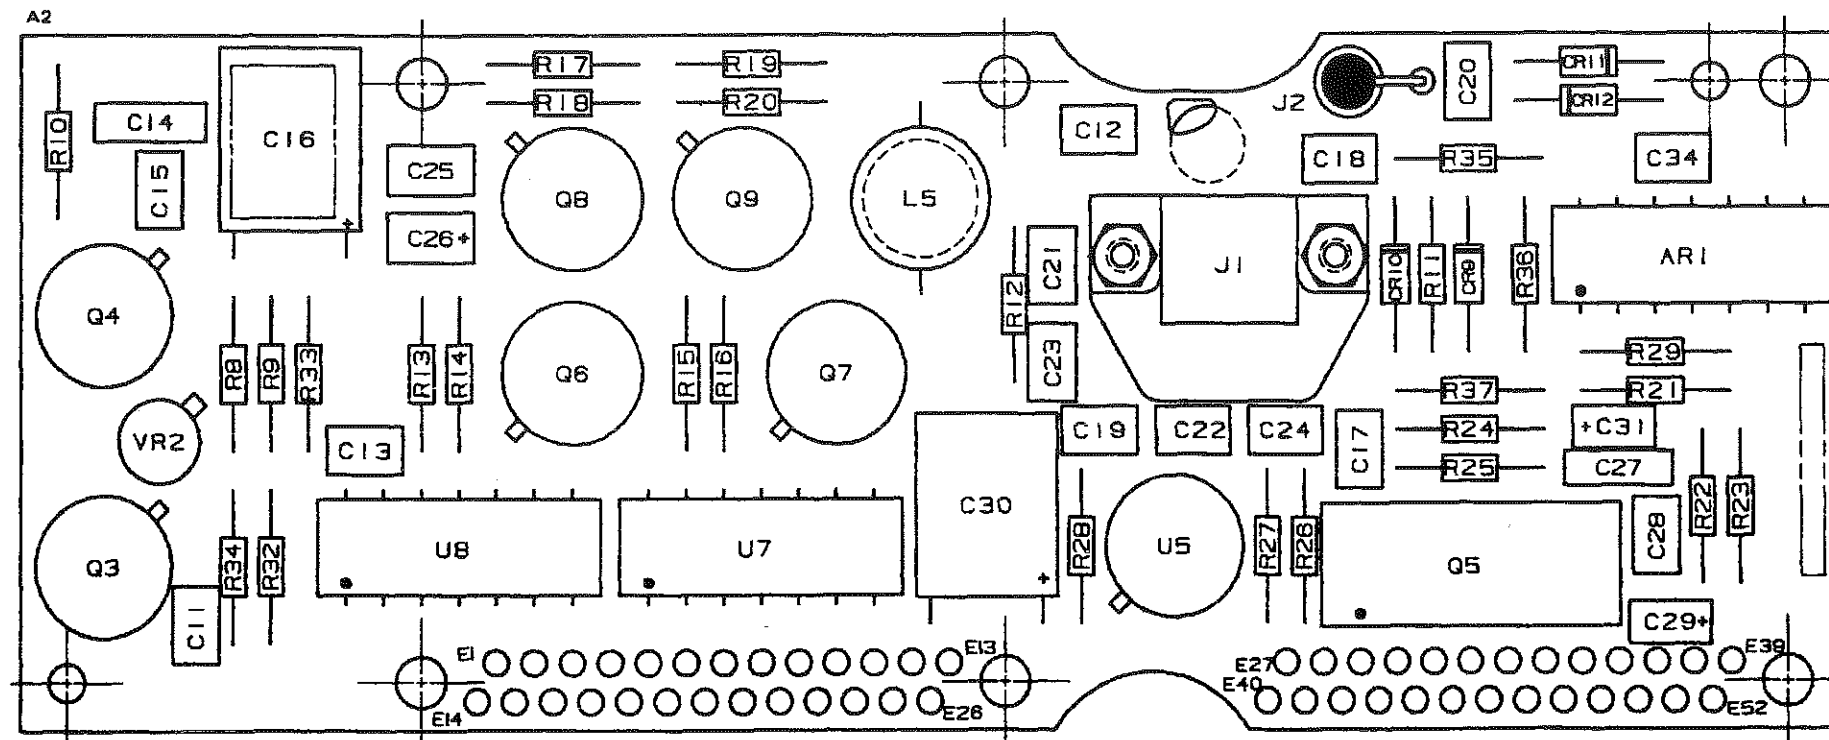 A2
R17
R19
R18
R20
R10
C14
C16
C15
C25
C26+
Q8
Q9
L5
C12
J2
C20
CR11
CR12
C18
R35
C34
C21
R12
C23
J1
CR10
R11
CR9
R36
AR1
Q4
R8
R9
R33
R13
R14
Q6
R15
R16
Q7
R29
R37
R21
VR2
C13
C19
C22
C24
C17
R24
+C31
R25
C27
C30
+
R22
R23
Q3
R34
R32
U8
U7
R28
U5
R27
R26
Q5
C28
C11
C29+
E1
E13
E27
E39
E14
E26
E40
E52